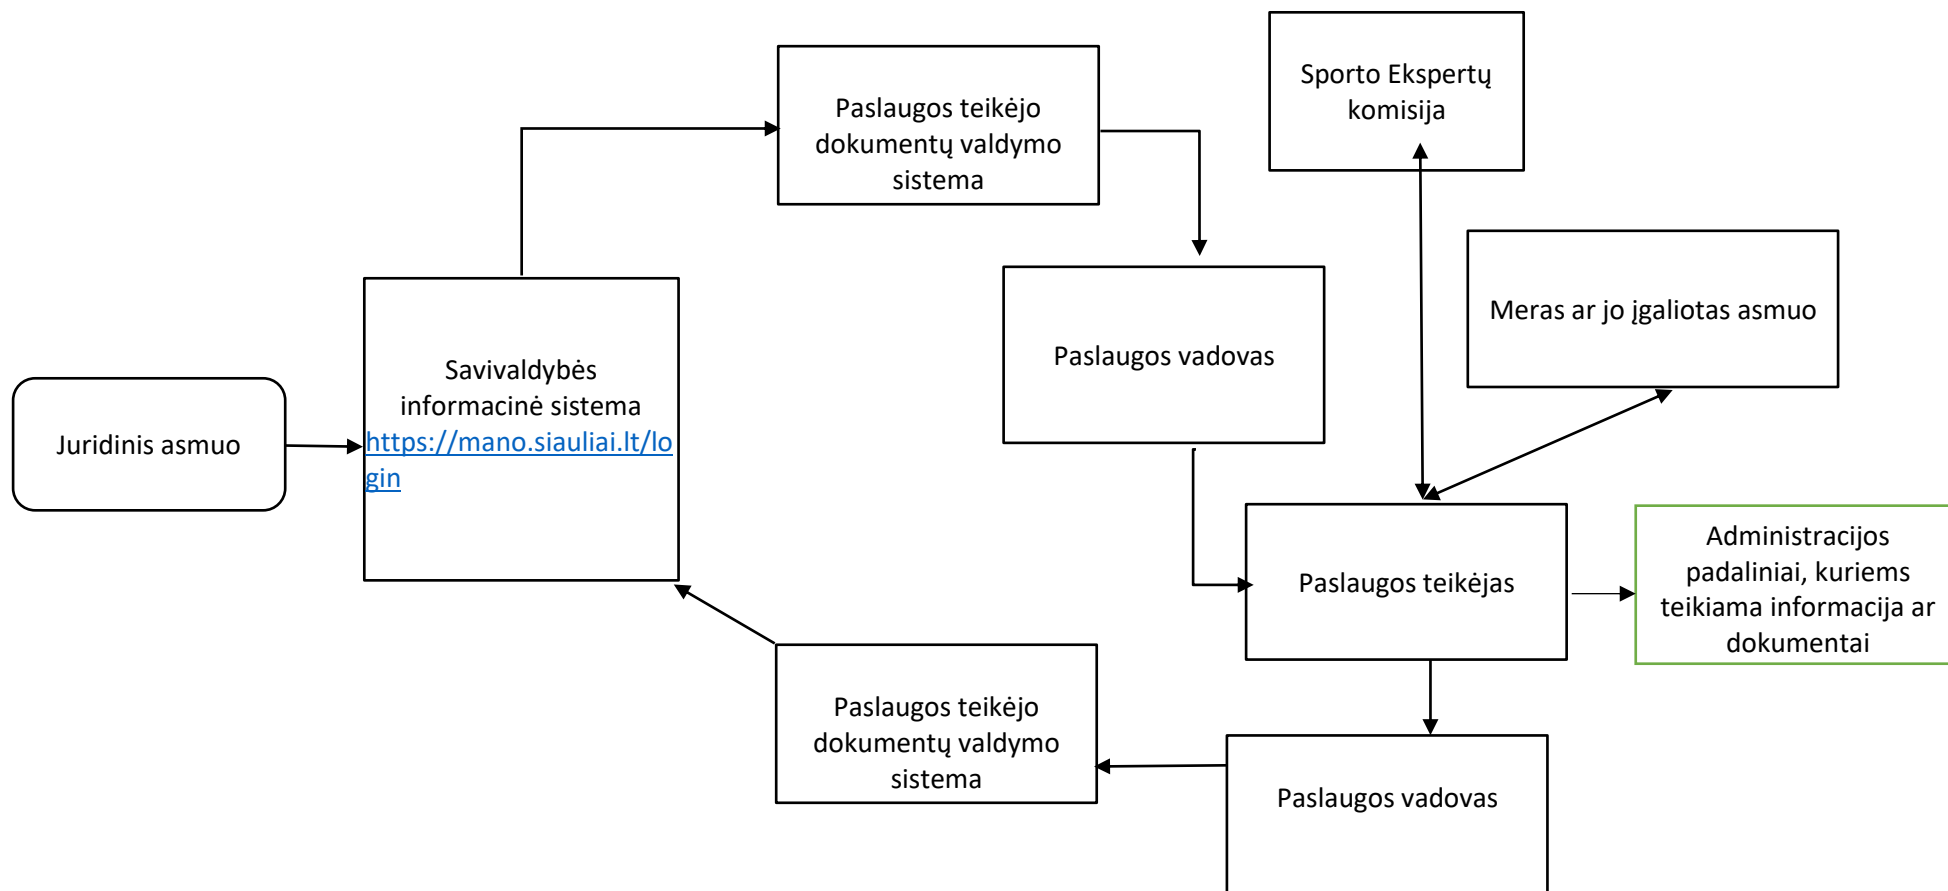 Juridinis asmuo
Savivaldybės
informacinė sistema
https://mano.siauliai.lt/lo
gin
Paslaugos teikėjo
dokumentų valdymo
sistema
Paslaugos vadovas
Sporto Ekspertų
komisija
Meras ar jo įgaliotas asmuo
Paslaugos teikėjas
Administracijos
padaliniai, kuriems
teikiama informacija ar
dokumentai
Paslaugos vadovas
Paslaugos teikėjo
dokumentų valdymo
sistema